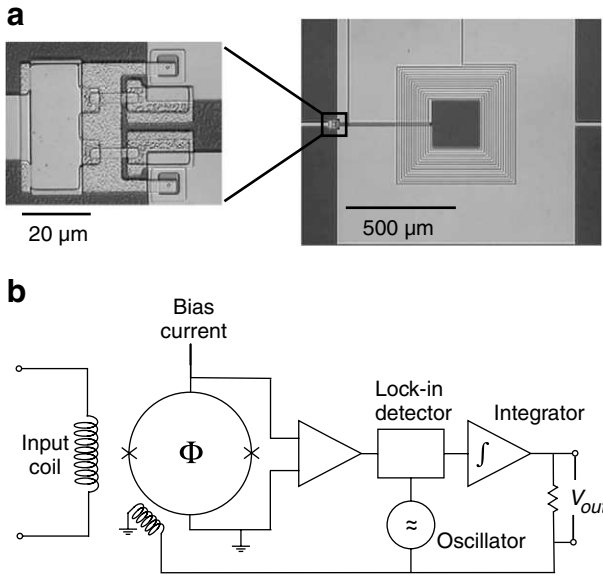 a
20 μm
500 μm
b
Bias
current
Lock-in
detector
Integrator
Input
coil
Φ
∫
V_out
≈
Oscillator